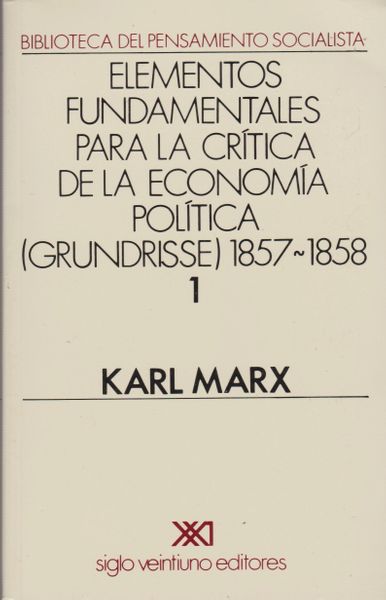 BIBLIOTECA DEL PENSAMIENTO SOCIALISTA
ELEMENTOS
FUNDAMENTALES
PARA LA CRÍTICA
DE LA ECONOMÍA
POLÍTICA
(GRUNDRISSE) 1857~1858
1
KARL MARX
XXI
siglo veintiuno editores